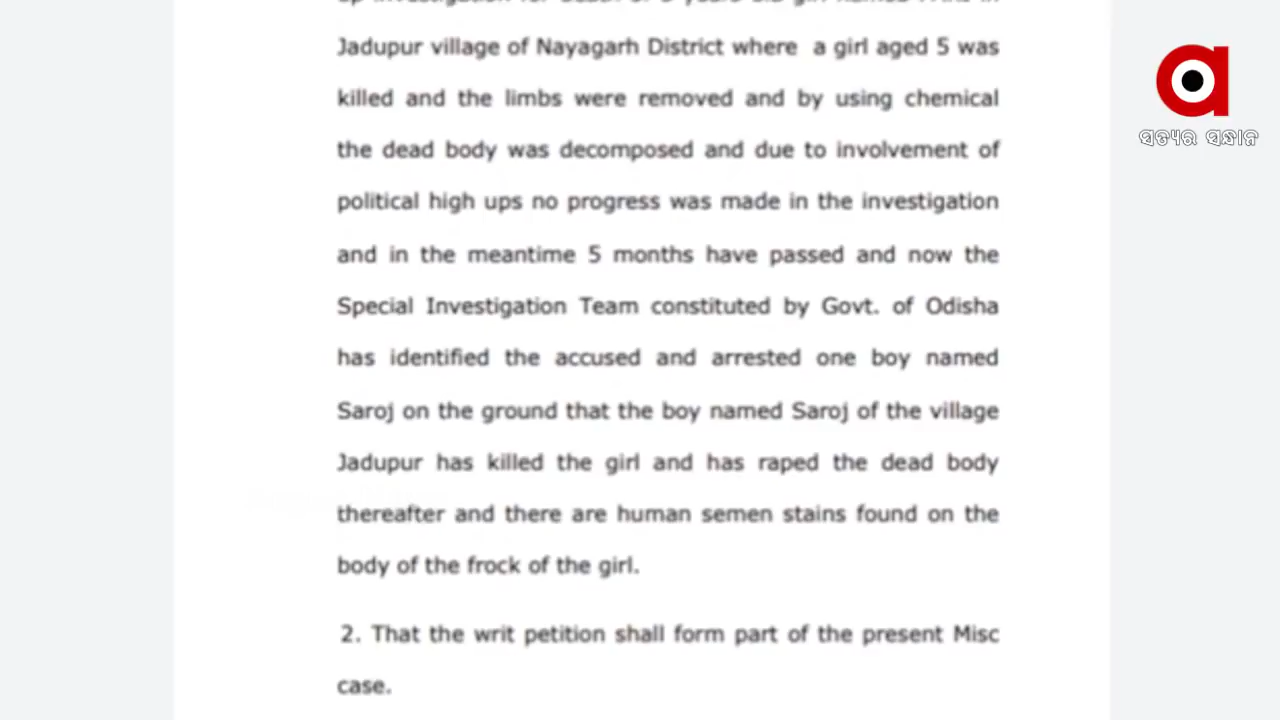 Jadupur village of Nayagarh District where a girl aged 5 was
killed and the limbs were removed and by using chemical
the dead body was decomposed and due to involvement of
political high ups no progress was made in the investigation
and in the meantime 5 months have passed and now the
Special Investigation Team constituted by Govt. of Odisha
has identified the accused and arrested one boy named
Saroj on the ground that the boy named Saroj of the village
Jadupur has killed the girl and has raped the dead body
thereafter and there are human semen stains found on the
body of the frock of the girl.
2. That the writ petition shall form part of the present Misc
case.
ସତ୍ୟର ସନ୍ଧାନ